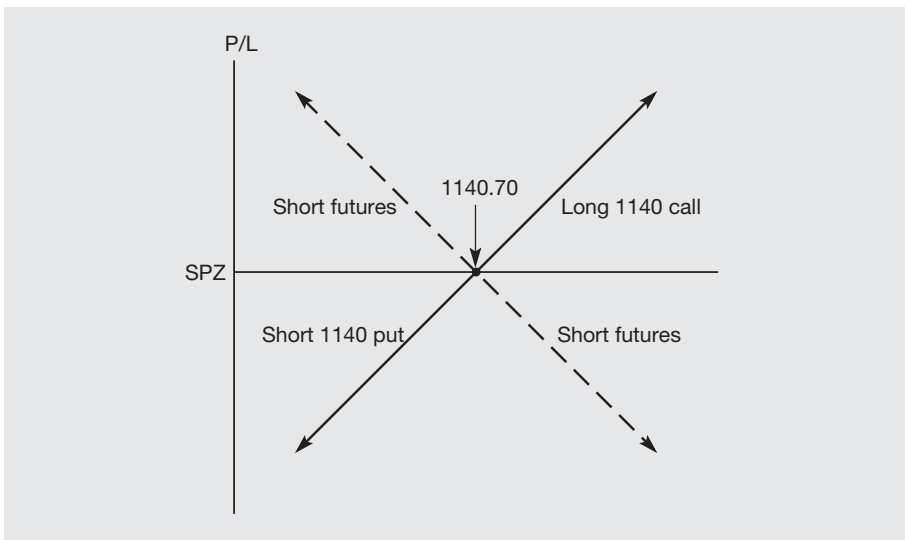 P/L
1140.70
Short futures
Long 1140 call
SPZ
Short 1140 put
Short futures